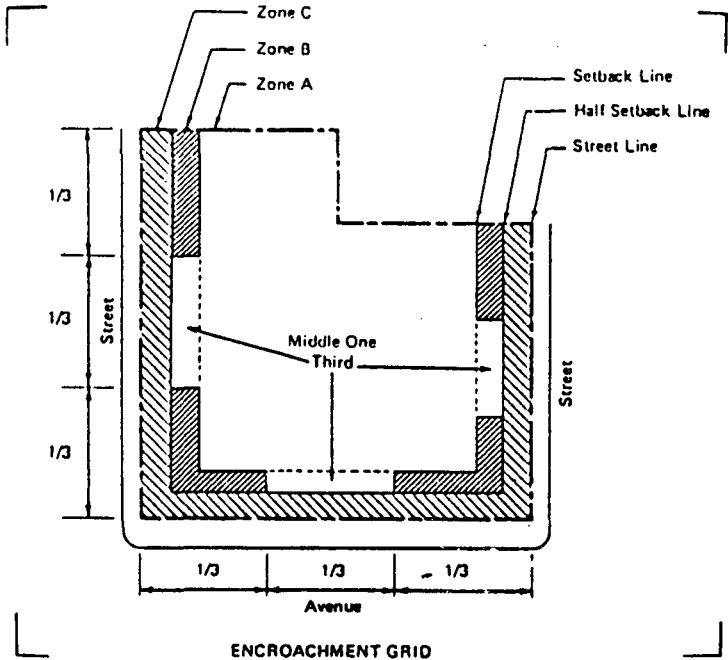 Zone C
Zone B
Zone A
Setback Line
Half Setback Line
Street Line
1/3
1/3
1/3
Street
Middle One
Third
Street
1/3
1/3
1/3
Avenue
ENCROACHMENT GRID